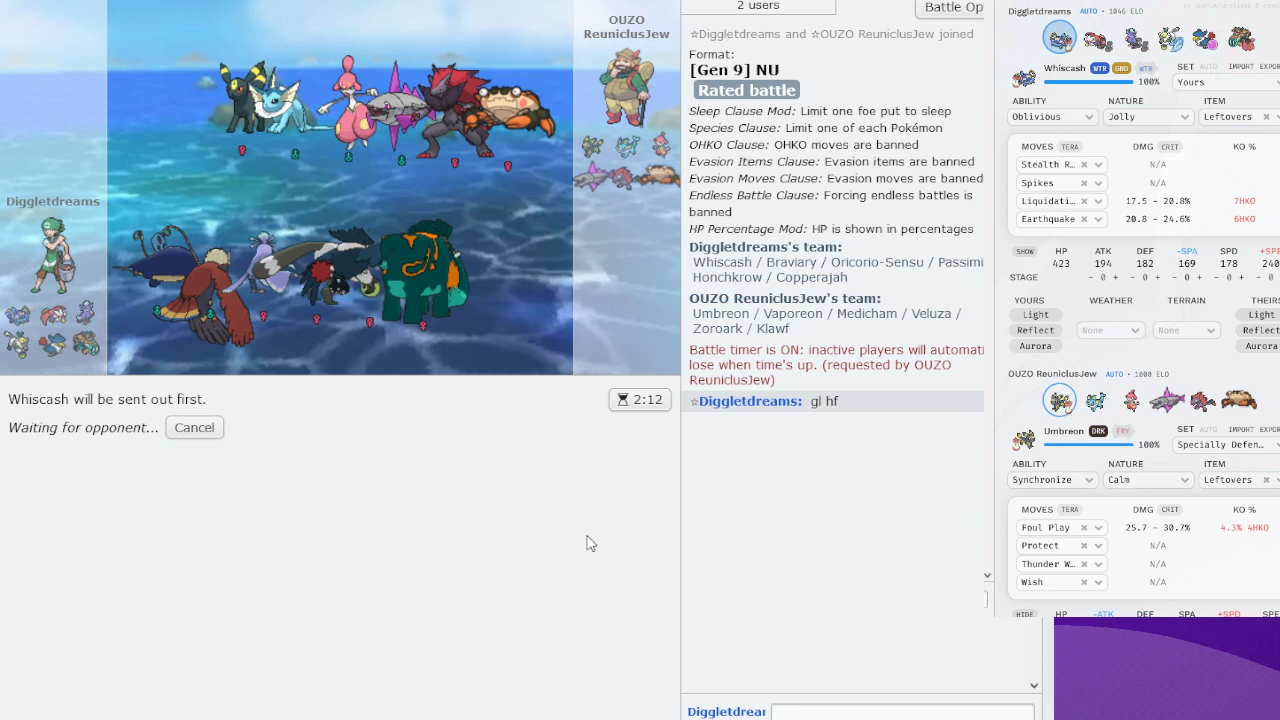 OUZO
ReuniclusJew
Diggletdreams
Whiscash will be sent out first.
2:12
Waiting for opponent... Cancel
2 users
Battle Op
☆Diggletdreams and ☆OUZO ReuniclusJew joined
Format:
[Gen 9] NU
Rated battle
Sleep Clause Mod: Limit one foe put to sleep
Species Clause: Limit one of each Pokémon
OHKO Clause: OHKO moves are banned
Evasion Items Clause: Evasion items are banned
Evasion Moves Clause: Evasion moves are banned
Endless Battle Clause: Forcing endless battles is
banned
HP Percentage Mod: HP is shown in percentages
Diggletdreams's team:
Whiscash / Braviary / Oricorio-Sensu / Passimi
Honchkrow / Copperajah
OUZO ReuniclusJew's team:
Umbreon / Vaporeon / Medicham / Veluza /
Zoroark / Klawf
Battle timer is ON: inactive players will automati
lose when time's up. (requested by OUZO
ReuniclusJew)
☆Diggletdreams: gl hf
Diggletdrear
Diggletdreams AUTO · 1046 ELO
Whiscash WTR GND WTR SET AUTO IMPORT EXPOR
100% Yours
ABILITY NATURE ITEM
Oblivious Jolly Leftovers
MOVES TERA DMG CRIT KO %
Stealth R… N/A
Spikes N/A
Liquidati… 17.5 - 20.8% 7HKO
Earthquake 20.8 - 24.6% 6HKO
SHOW HP ATK DEF -SPA SPD +SPE
423 194 182 169 178 240
STAGE - 0 + - 0 + - 0 + - 0 + - 0
YOURS WEATHER TERRAIN THEIRS
Light Light
Reflect None None Reflect
Aurora Aurora
OUZO ReuniclusJew AUTO · 1000 ELO
Umbreon DRK FRY SET AUTO IMPORT EXPOR
100% Specially Defen…
ABILITY NATURE ITEM
Synchronize Calm Leftovers
MOVES TERA DMG CRIT KO %
Foul Play 25.7 - 30.7% 4.3% 4HKO
Protect N/A
Thunder W… N/A
Wish N/A
HIDE HP -ATK DEF SPA +SPD SPE